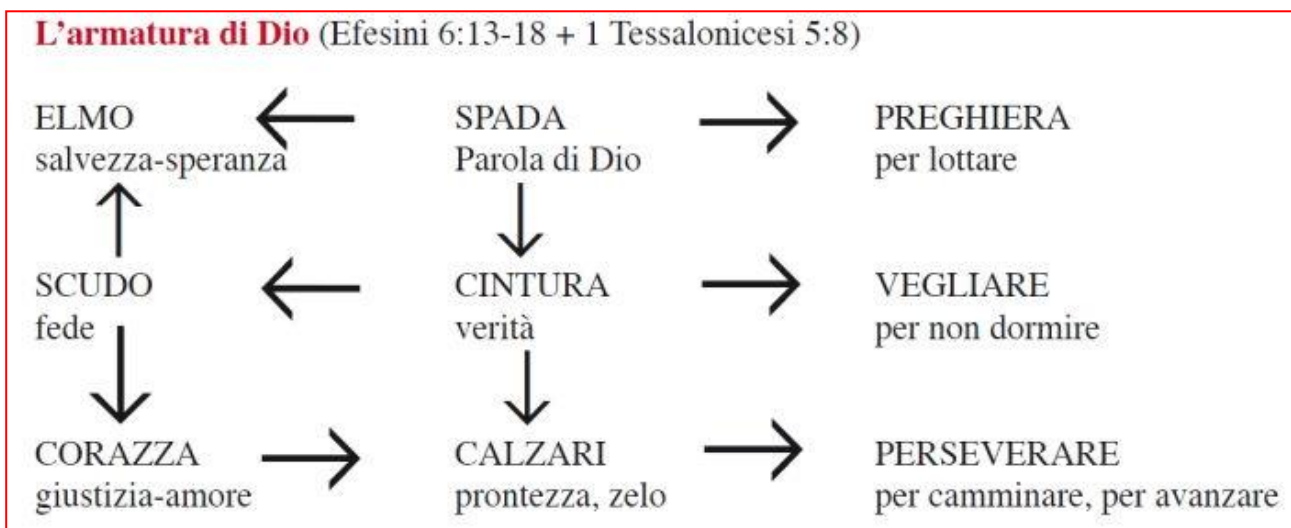 L'armatura di Dio (Efesini 6:13-18 + 1 Tessalonicesi 5:8)
ELMO SPADA PREGHIERA
salvezza-speranza Parola di Dio per lottare
SCUDO CINTURA VEGLIARE
fede verità per non dormire
CORAZZA CALZARI PERSEVERARE
giustizia-amore prontezza, zelo per camminare, per avanzare